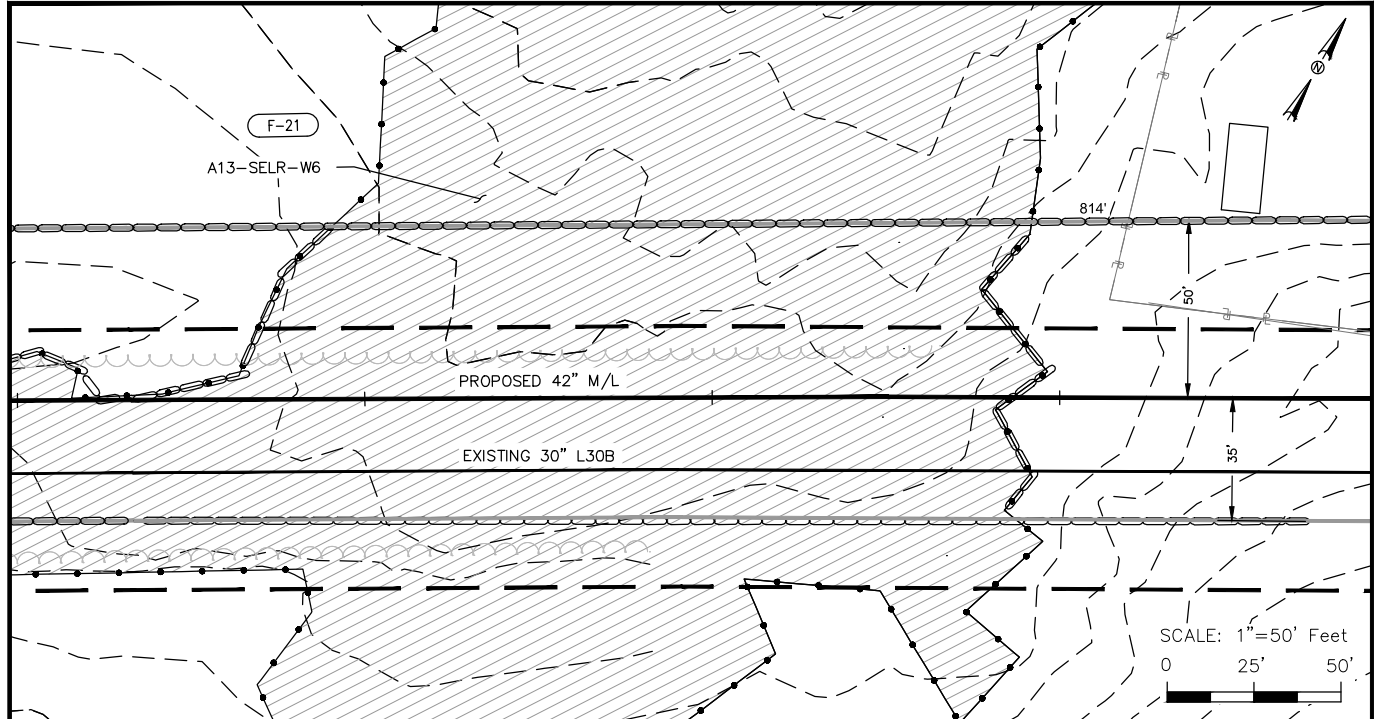 F-21
A13-SELR-W6
N
814'
50'
PROPOSED 42" M/L
EXISTING 30" L30B
35'
SCALE: 1"=50' Feet
0 25' 50'